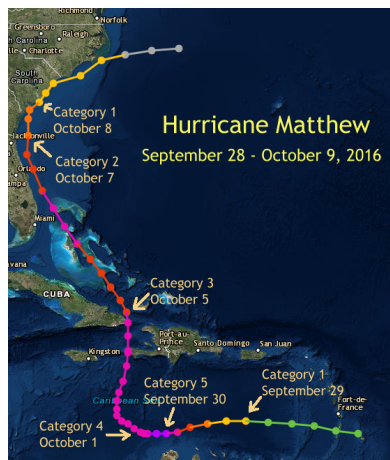 Richmond
Norfolk
Greensboro
Raleigh
Charlotte
South
Carolina
Category 1
October 8
Hurricane Matthew
September 28 - October 9, 2016
Jacksonville
Category 2
October 7
Orlando
Tampa
Miami
Havana
CUBA
Category 3
October 5
Port-au
Prince
Santo Domingo
San Juan
Kingston
Category 1
September 29
Category 5
September 30
Fort-de-
France
Caribbean Sea
Category 4
October 1